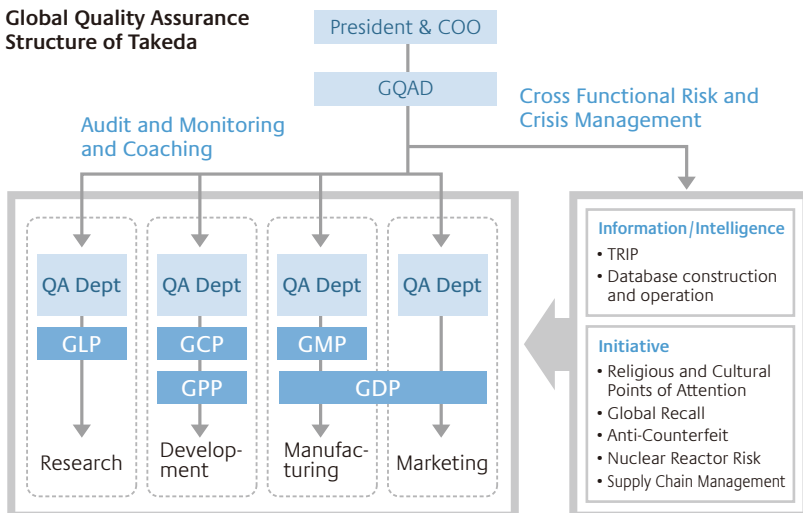 Global Quality Assurance
Structure of Takeda
President & COO
GQAD
Audit and Monitoring
and Coaching
Cross Functional Risk and
Crisis Management
QA Dept
QA Dept
QA Dept
QA Dept
GLP
GCP
GMP
GPP
GDP
Research
Develop-
ment
Manufac-
turing
Marketing
Information/Intelligence
• TRIP
• Database construction
and operation
Initiative
• Religious and Cultural
Points of Attention
• Global Recall
• Anti-Counterfeit
• Nuclear Reactor Risk
• Supply Chain Management